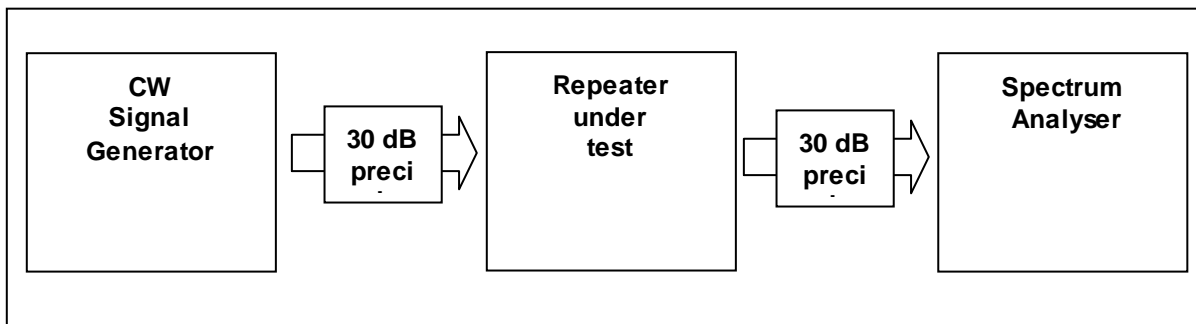 CW
Signal
Generator
30 dB
preci
Repeater
under
test
30 dB
preci
Spectrum
Analyser